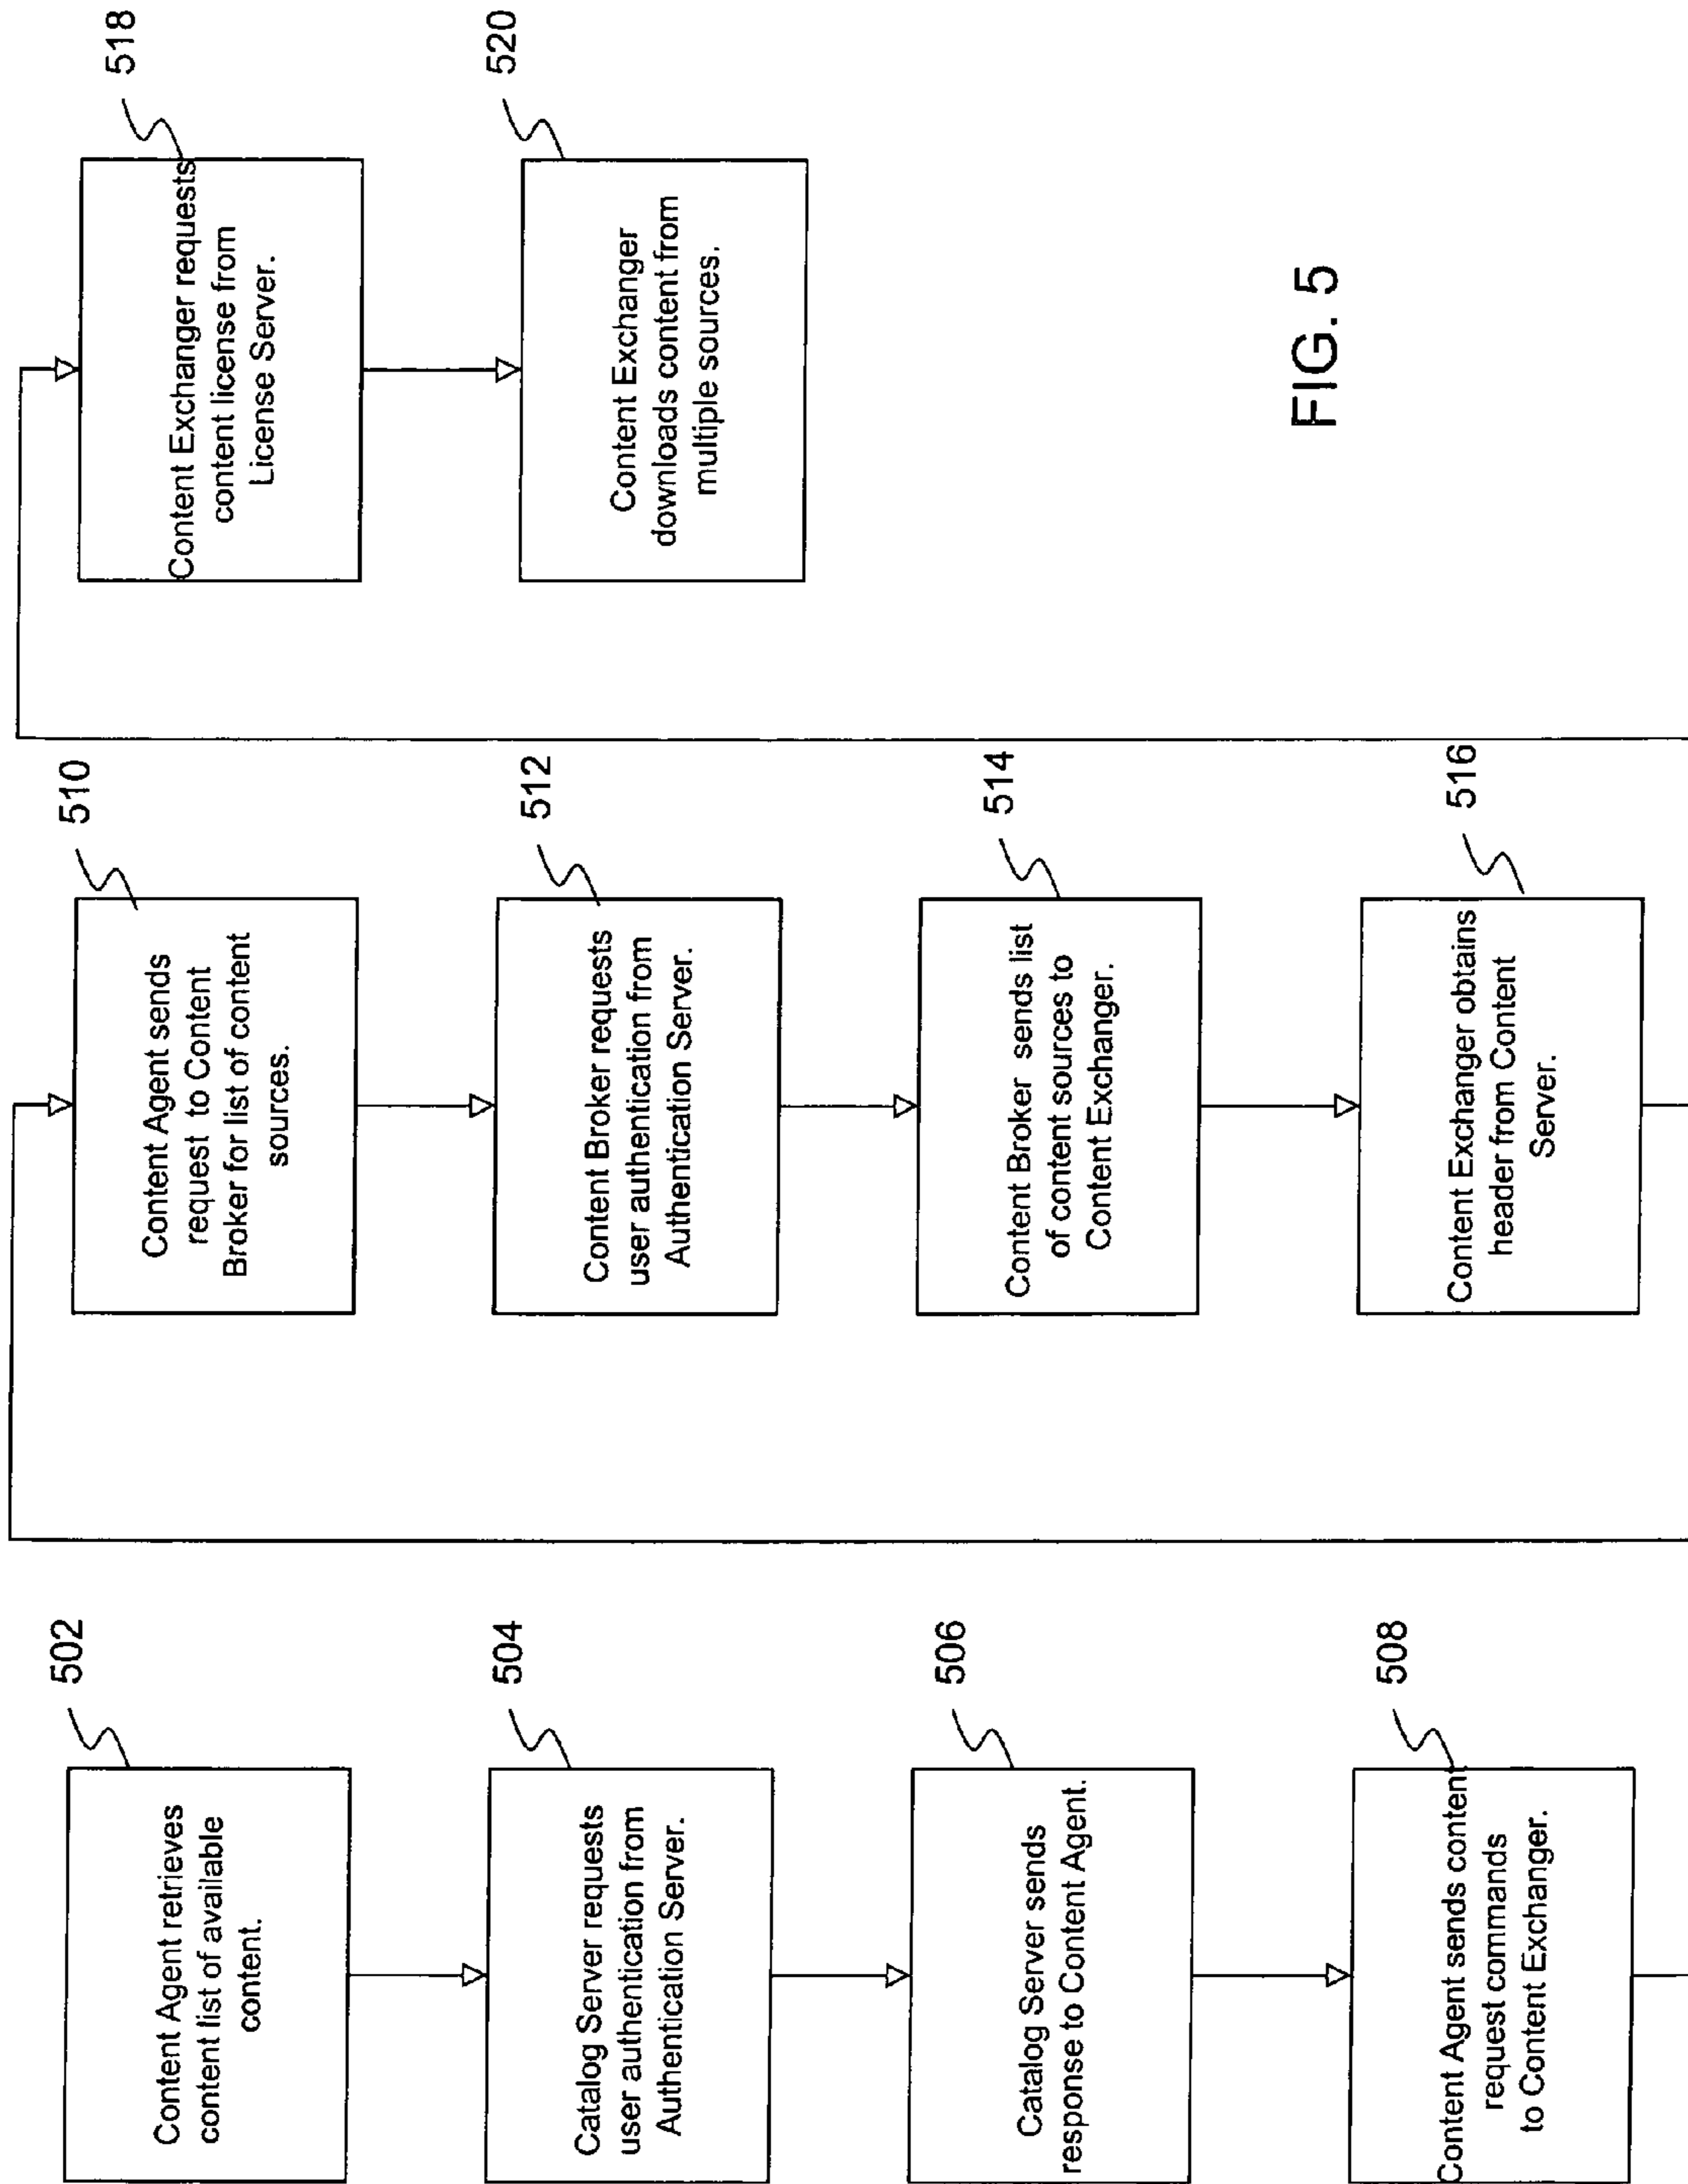 502
Content Agent retrieves
content list of available
content.
504
Catalog Server requests
user authentication from
Authentication Server.
506
Catalog Server sends
response to Content Agent.
508
Content Agent sends content
request commands
to Content Exchanger.
510
Content Agent sends
request to Content
Broker for list of content
sources.
512
Content Broker requests
user authentication from
Authentication Server.
514
Content Broker sends list
of content sources to
Content Exchanger.
516
Content Exchanger obtains
header from Content
Server.
518
Content Exchanger requests
content license from
License Server.
520
Content Exchanger
downloads content from
multiple sources.
FIG. 5